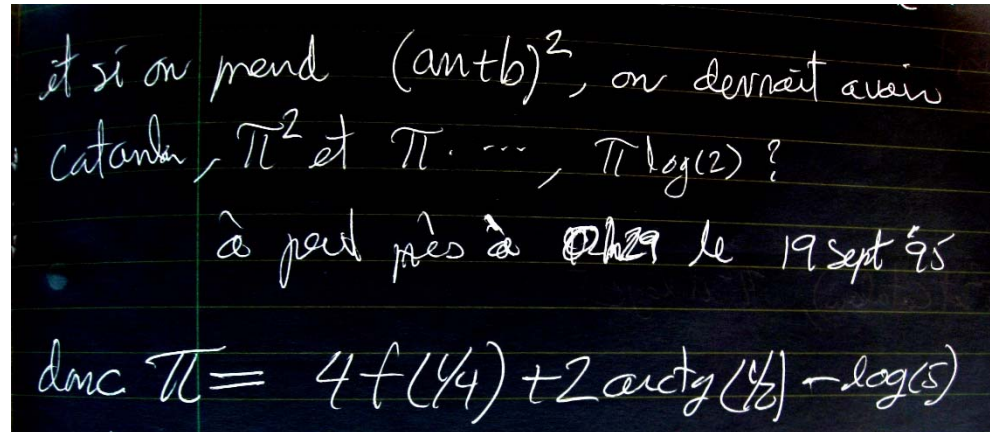 et si on prend (an+b)², on devrait avoir
catalan, π² et π. ..., π log(2) ?
à peu près à 0h29 le 19 sept 95
donc π = 4f(1/4) + 2 arctg(1/2) - log(5)